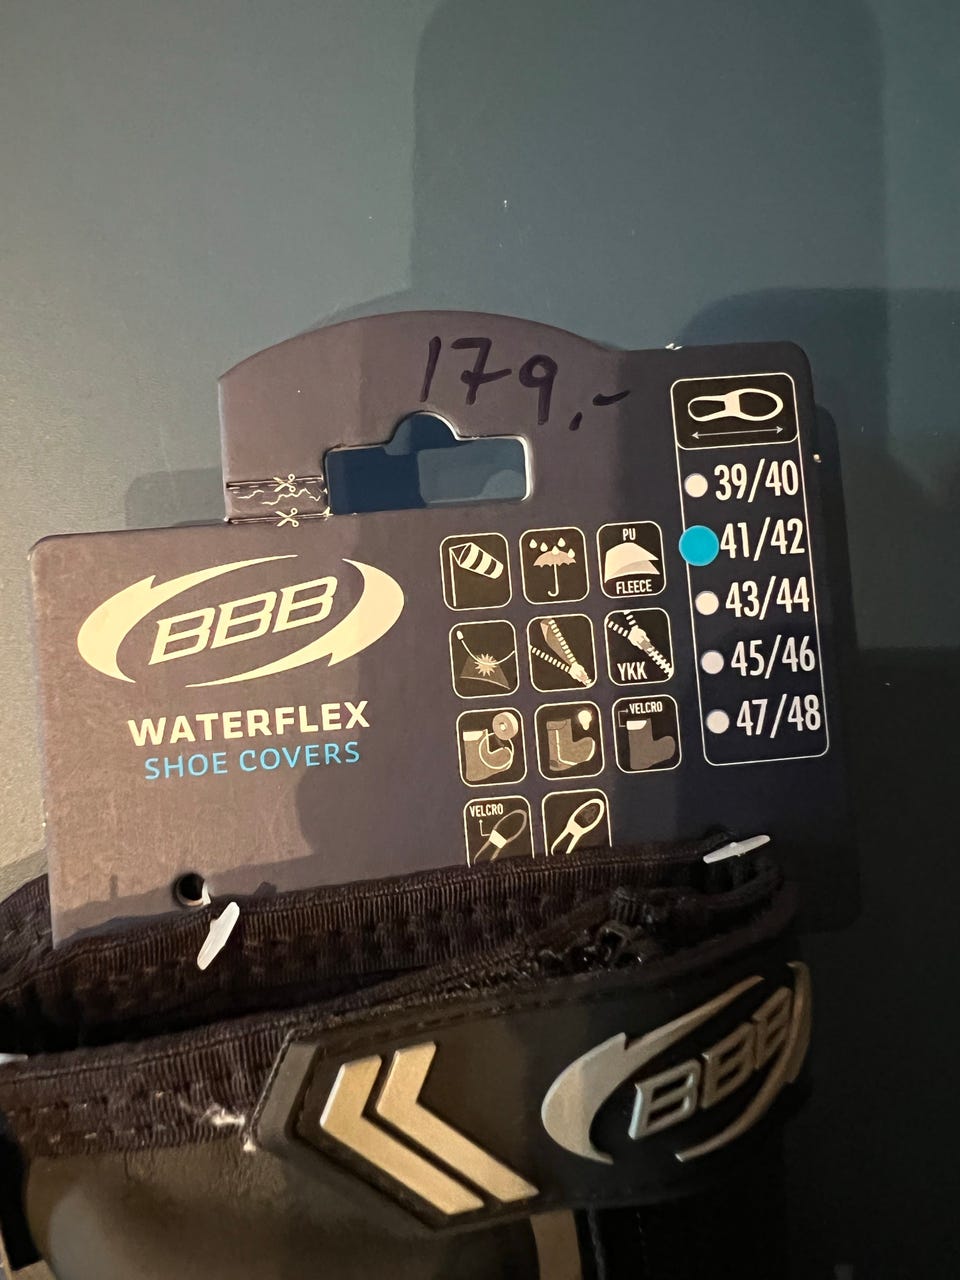 179,-
39/40
41/42
43/44
45/46
47/48
BBB
WATERFLEX
SHOE COVERS
PU
FLEECE
YKK
VELCRO
VELCRO
BBB